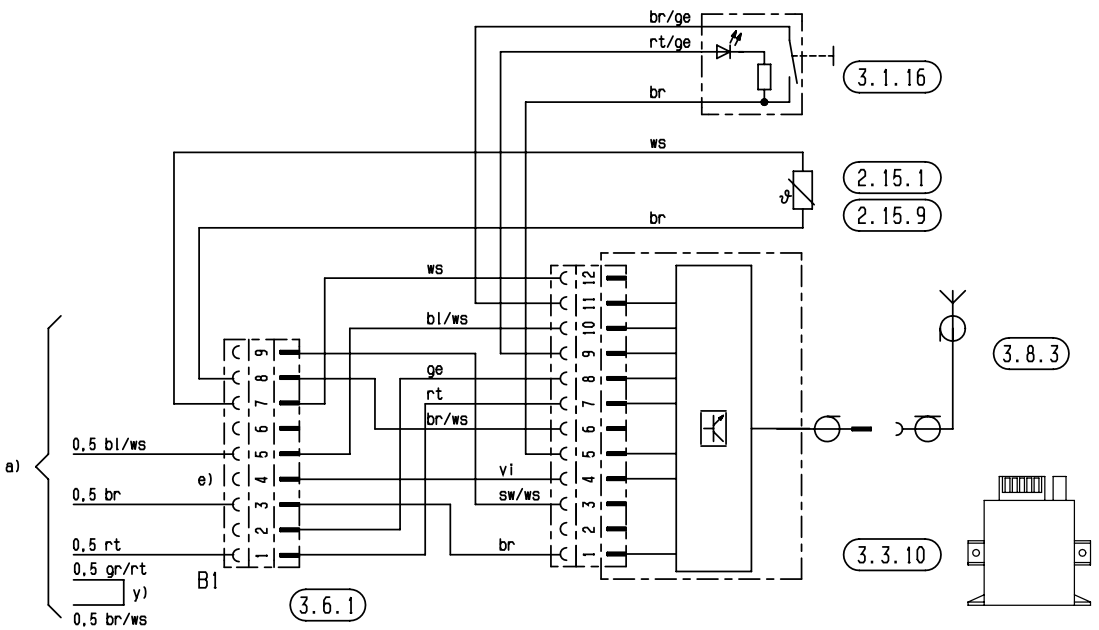 br/ge
rt/ge
3.1.16
br
ws
2.15.1
ϑ
2.15.9
br
ws
12
11
bl/ws
10
3.8.3
9
9
ge
8
8
rt
7
7
br/ws
6
6
0,5 bl/ws
5
5
a)
e)
vi
4
4
sw/ws
0,5 br
3
3
2
2
br
0,5 rt
1
1
3.3.10
0,5 gr/rt
B1
y)
3.6.1
0,5 br/ws